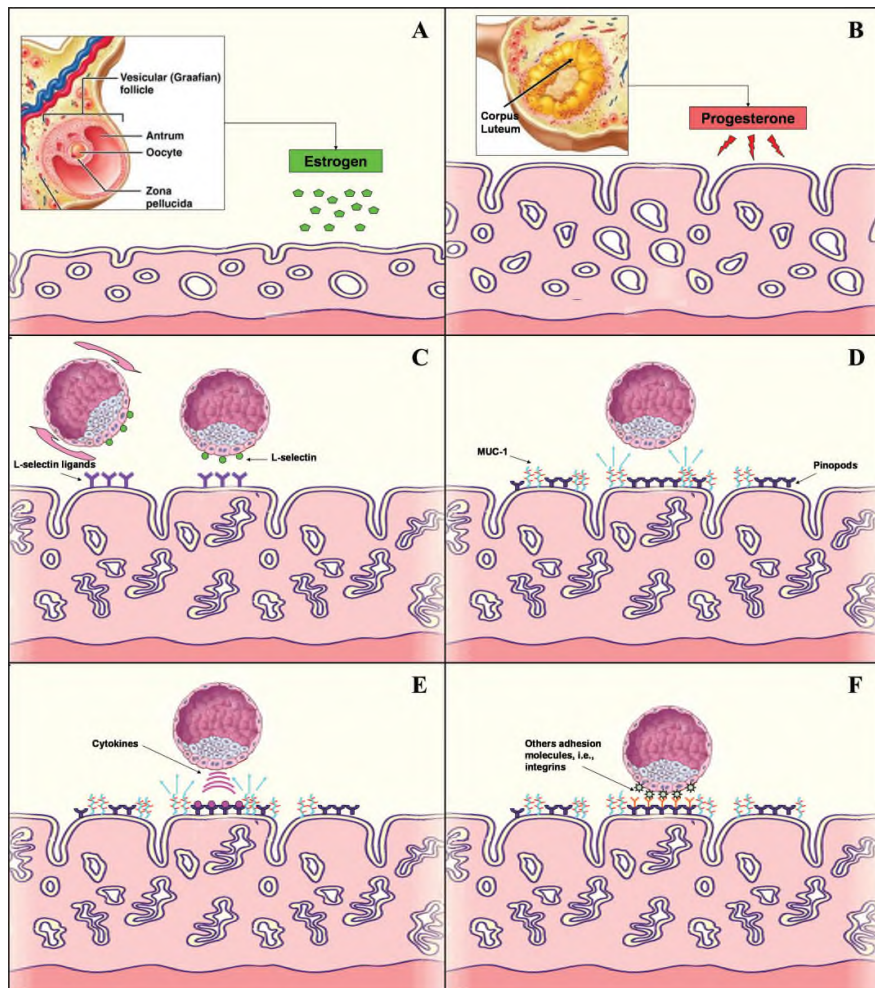 A
Vesicular (Graafian)
follicle
Antrum
Oocyte
Zona
pellucida
Estrogen
B
Corpus
Luteum
Progesterone
C
L-selectin ligands
L-selectin
D
MUC-1
Pinopods
E
Cytokines
F
Others adhesion
molecules, i.e.,
integrins